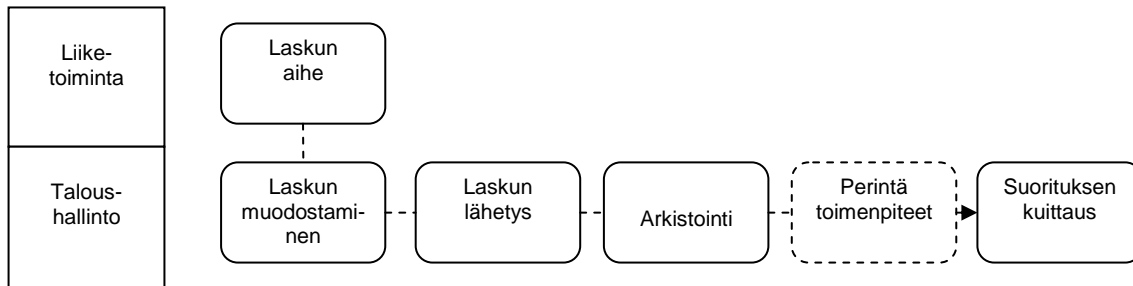 Liike-
toiminta
Laskun
aihe
Talous-
hallinto
Laskun
muodostami-
nen
Laskun
lähetys
Arkistointi
Perintä
toimenpiteet
Suorituksen
kuittaus